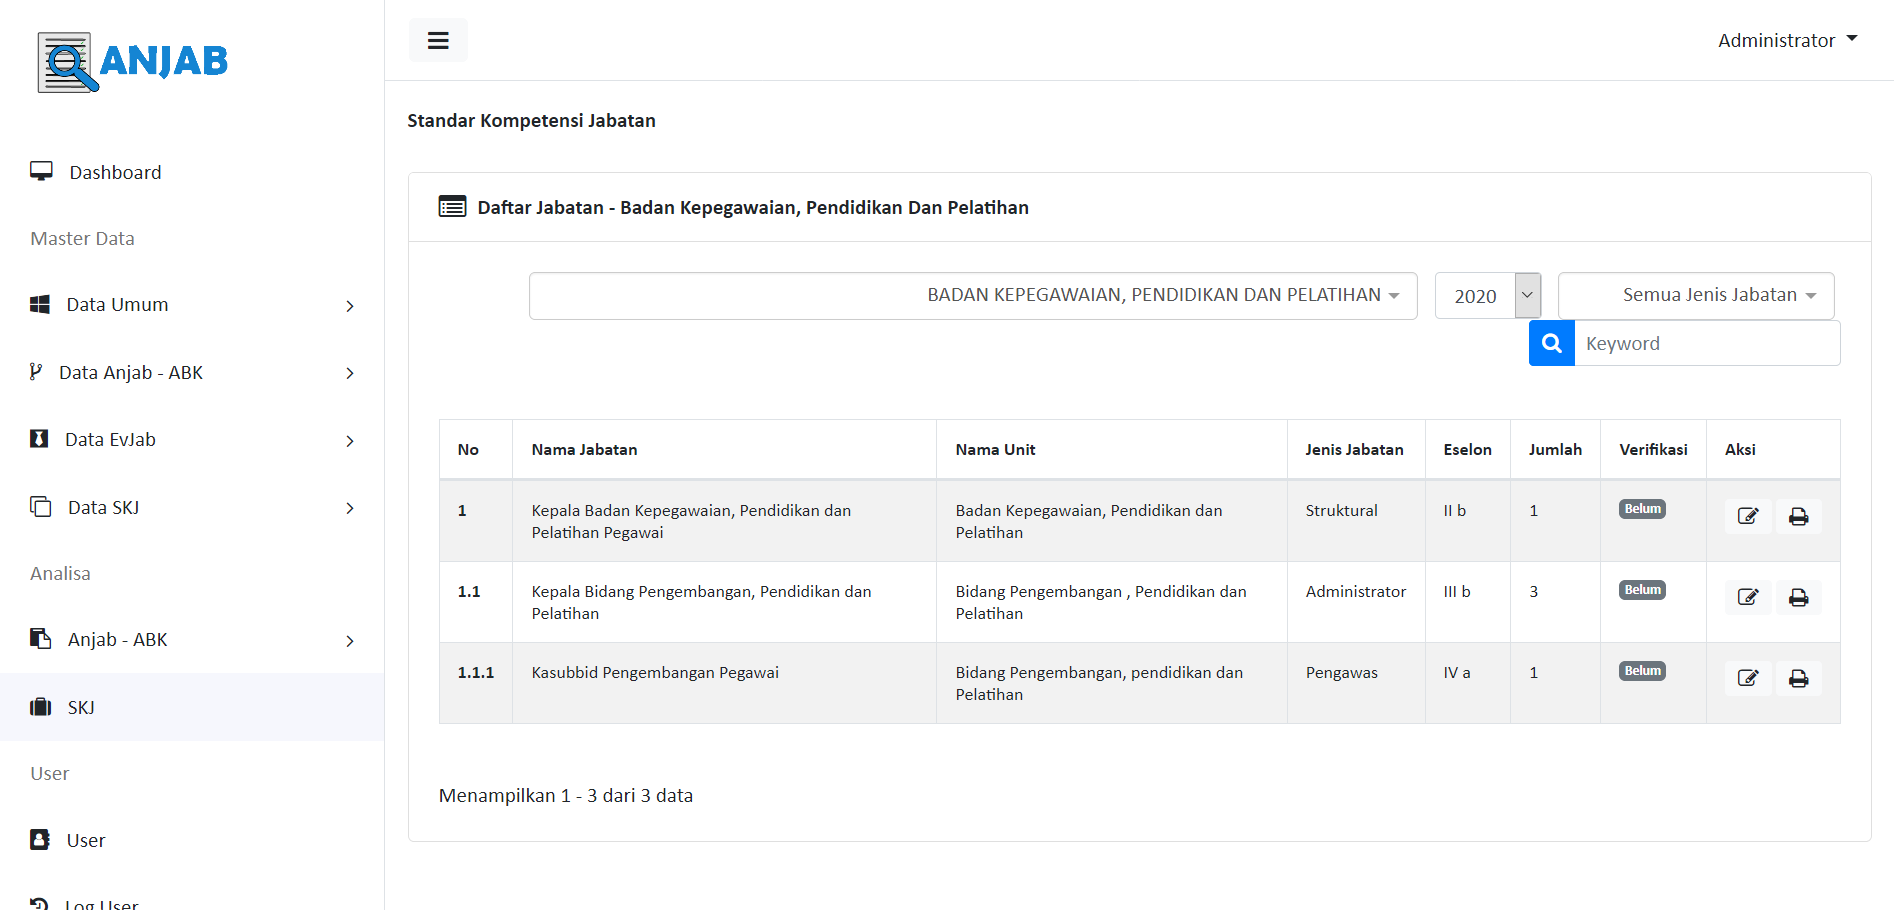 ANJAB
Administrator
Standar Kompetensi Jabatan
Dashboard
Master Data
Data Umum
Data Anjab - ABK
Data EvJab
Data SKJ
Analisa
Anjab - ABK
SKJ
User
User
Log User
Daftar Jabatan - Badan Kepegawaian, Pendidikan Dan Pelatihan
BADAN KEPEGAWAIAN, PENDIDIKAN DAN PELATIHAN
2020
Semua Jenis Jabatan
Keyword
No Nama Jabatan Nama Unit Jenis Jabatan Eselon Jumlah Verifikasi Aksi
1 Kepala Badan Kepegawaian, Pendidikan dan Badan Kepegawaian, Pendidikan dan Struktural II b 1 Belum
Pelatihan Pegawai Pelatihan
1.1 Kepala Bidang Pengembangan, Pendidikan dan Bidang Pengembangan , Pendidikan dan Administrator III b 3 Belum
Pelatihan Pelatihan
1.1.1 Kasubbid Pengembangan Pegawai Bidang Pengembangan, pendidikan dan Pengawas IV a 1 Belum
Pelatihan
Menampilkan 1 - 3 dari 3 data